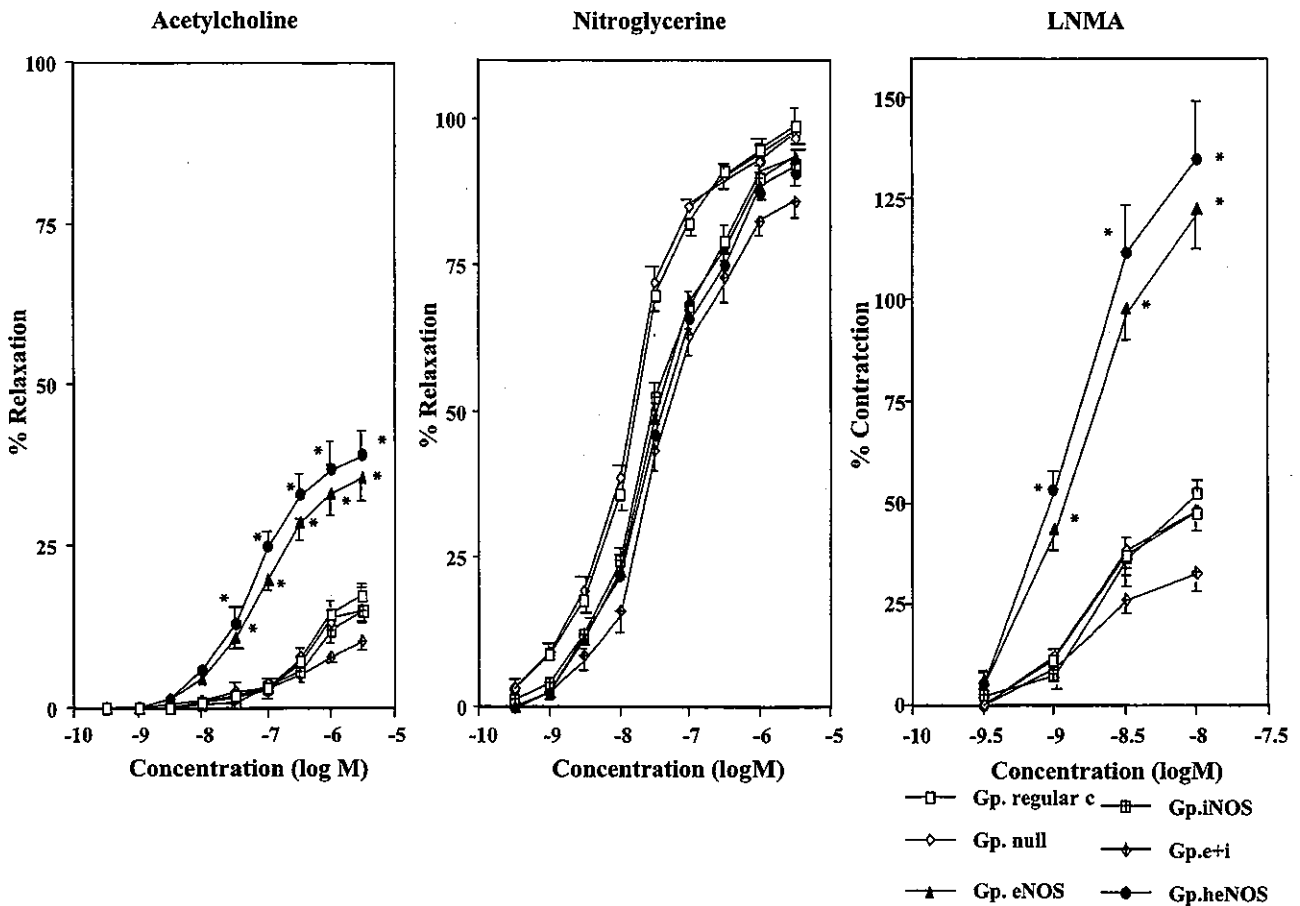 Acetylcholine
100
75
50
25
0
-10
-9
-8
-7
-6
-5
% Relaxation
Concentration (log M)
* * * * * *
* * * * *
Nitroglycerine
100
75
50
25
0
-10
-9
-8
-7
-6
-5
% Relaxation
Concentration (logM)
LNMA
150
125
100
75
50
25
0
-10
-9.5
-9
-8.5
-8
-7.5
% Contratction
Concentration (logM)
* * *
* * *
Gp. regular c
Gp. null
Gp. eNOS
Gp.iNOS
Gp.e+i
Gp.heNOS